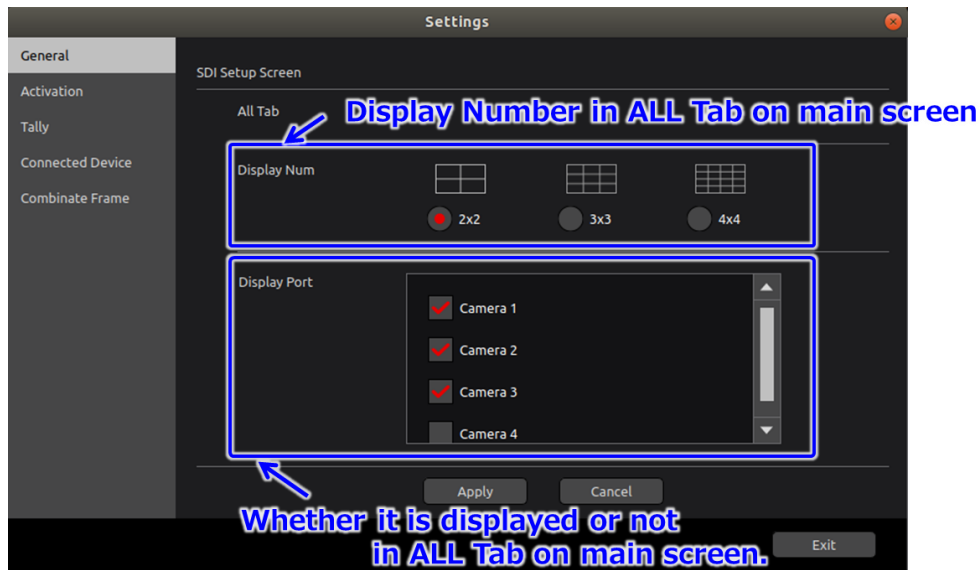 Settings
General
Activation
Tally
Connected Device
Combinate Frame
SDI Setup Screen
All Tab
Display Number in ALL Tab on main screen
Display Num
2x2
3x3
4x4
Display Port
Camera 1
Camera 2
Camera 3
Camera 4
Apply
Cancel
Whether it is displayed or not
in ALL Tab on main screen.
Exit